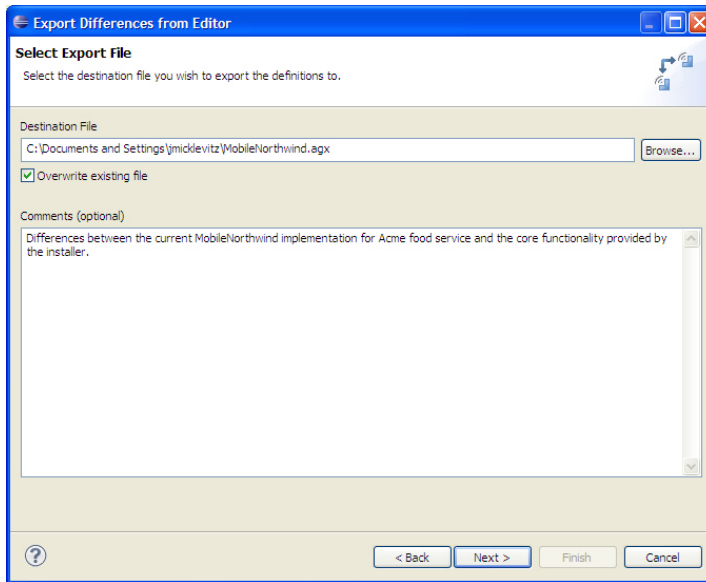 Export Differences from Editor
Select Export File
Select the destination file you wish to export the definitions to.
Destination File
C:\Documents and Settings\jmicklevitz\MobileNorthwind.agx
Browse...
Overwrite existing file
Comments (optional)
Differences between the current MobileNorthwind implementation for Acme food service and the core functionality provided by
the installer.
?
< Back
Next >
Finish
Cancel